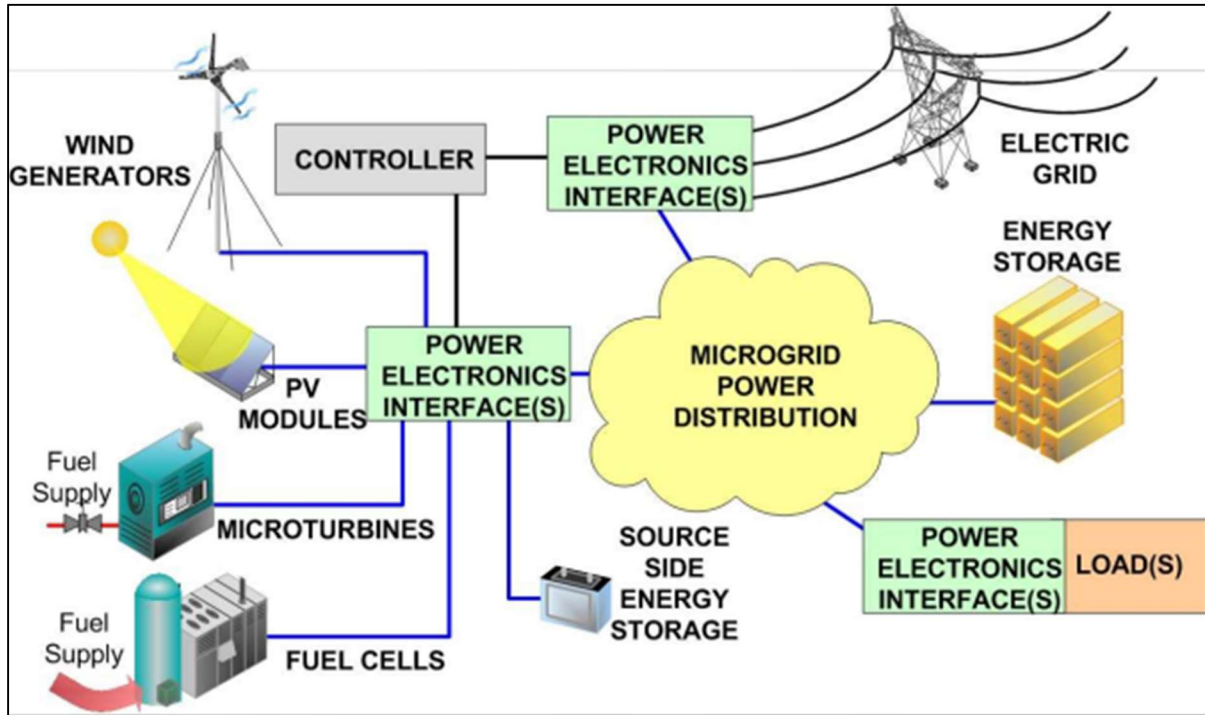 WIND
GENERATORS
CONTROLLER
POWER
ELECTRONICS
INTERFACE(S)
ELECTRIC
GRID
ENERGY
STORAGE
PV
MODULES
POWER
ELECTRONICS
INTERFACE(S)
MICROGRID
POWER
DISTRIBUTION
Fuel
Supply
MICROTURBINES
SOURCE
SIDE
ENERGY
STORAGE
POWER
ELECTRONICS
INTERFACE(S)
LOAD(S)
Fuel
Supply
FUEL CELLS